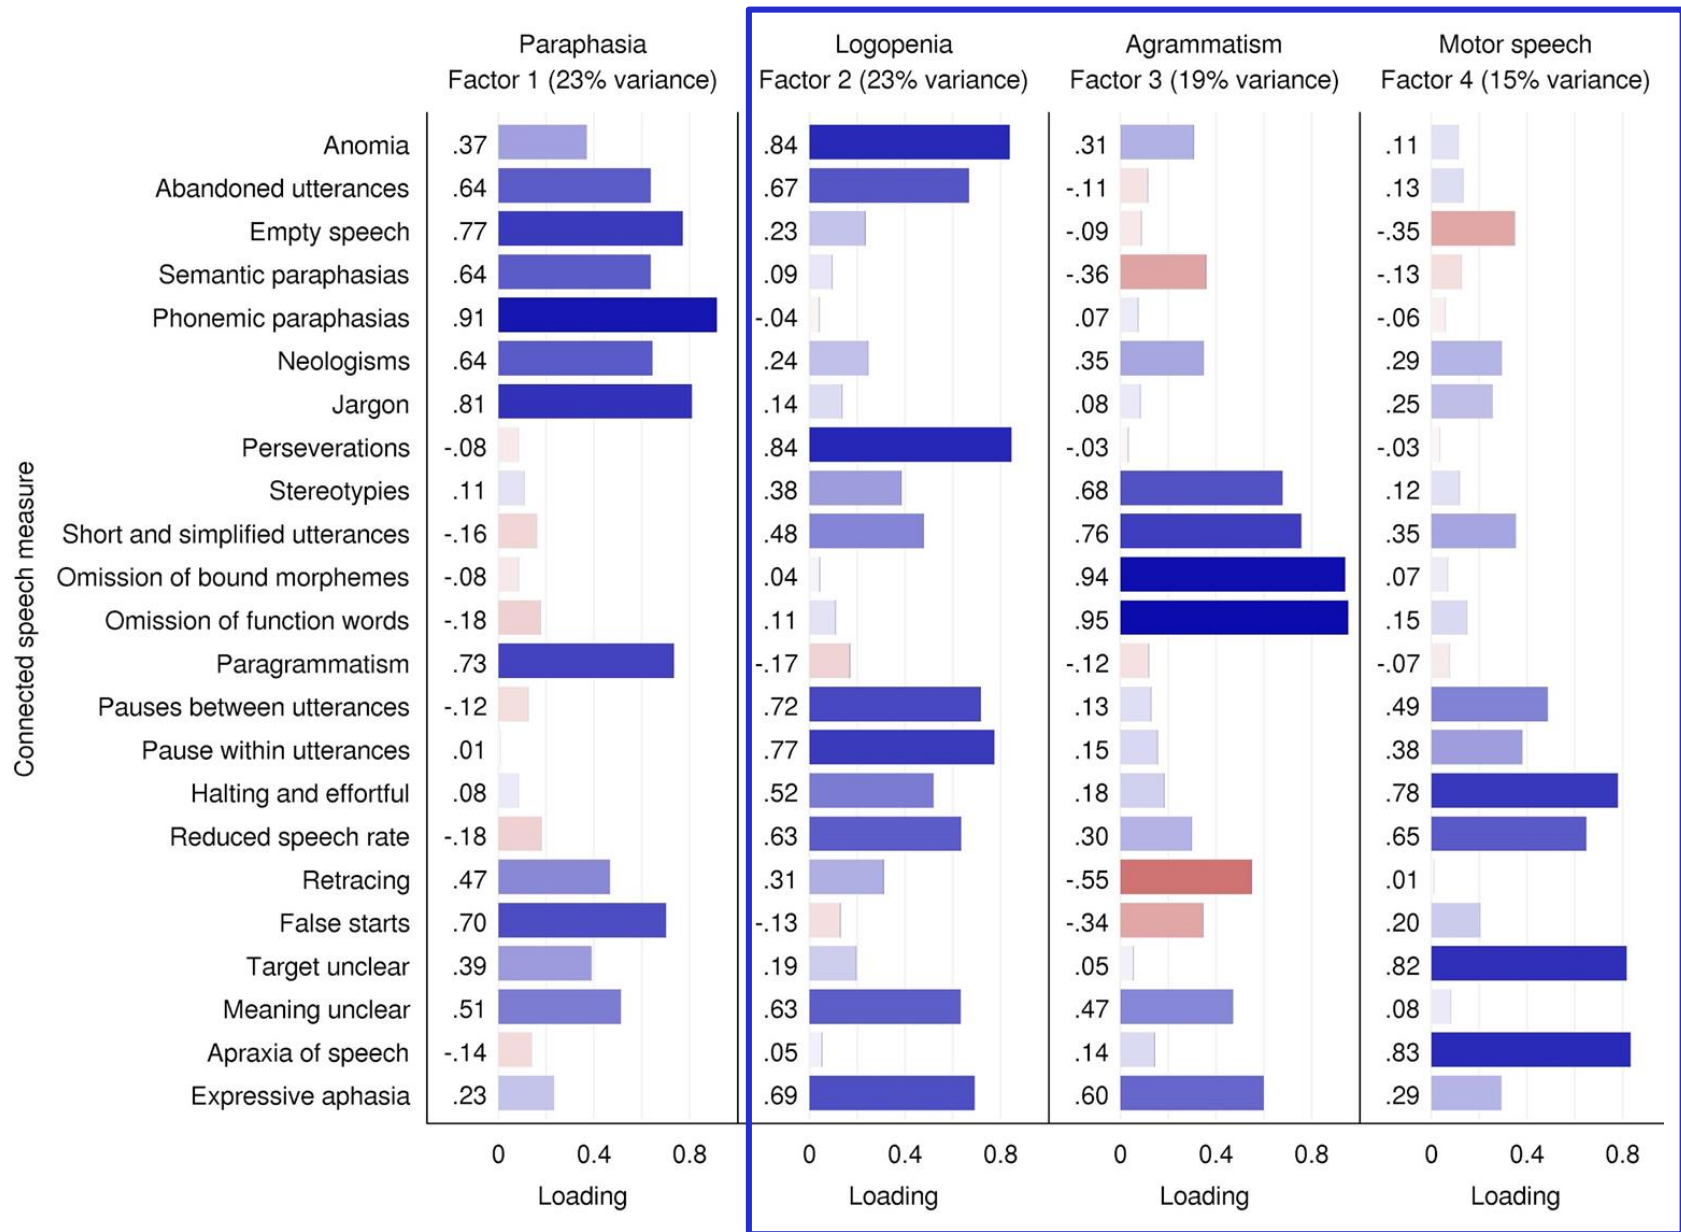 Paraphasia Logopenia Agrammatism Motor speech
Factor 1 (23% variance) Factor 2 (23% variance) Factor 3 (19% variance) Factor 4 (15% variance)
Connected speech measure
Anomia .37 .84 .31 .11
Abandoned utterances .64 .67 -.11 .13
Empty speech .77 .23 -.09 -.35
Semantic paraphasias .64 .09 -.36 -.13
Phonemic paraphasias .91 -.04 .07 -.06
Neologisms .64 .24 .35 .29
Jargon .81 .14 .08 .25
Perseverations -.08 .84 -.03 -.03
Stereotypies .11 .38 .68 .12
Short and simplified utterances -.16 .48 .76 .35
Omission of bound morphemes -.08 .04 .94 .07
Omission of function words -.18 .11 .95 .15
Paragrammatism .73 -.17 -.12 -.07
Pauses between utterances -.12 .72 .13 .49
Pause within utterances .01 .77 .15 .38
Halting and effortful .08 .52 .18 .78
Reduced speech rate -.18 .63 .30 .65
Retracing .47 .31 -.55 .01
False starts .70 -.13 -.34 .20
Target unclear .39 .19 .05 .82
Meaning unclear .51 .63 .47 .08
Apraxia of speech -.14 .05 .14 .83
Expressive aphasia .23 .69 .60 .29
0 0.4 0.8 0 0.4 0.8 0 0.4 0.8 0 0.4 0.8
Loading Loading Loading Loading